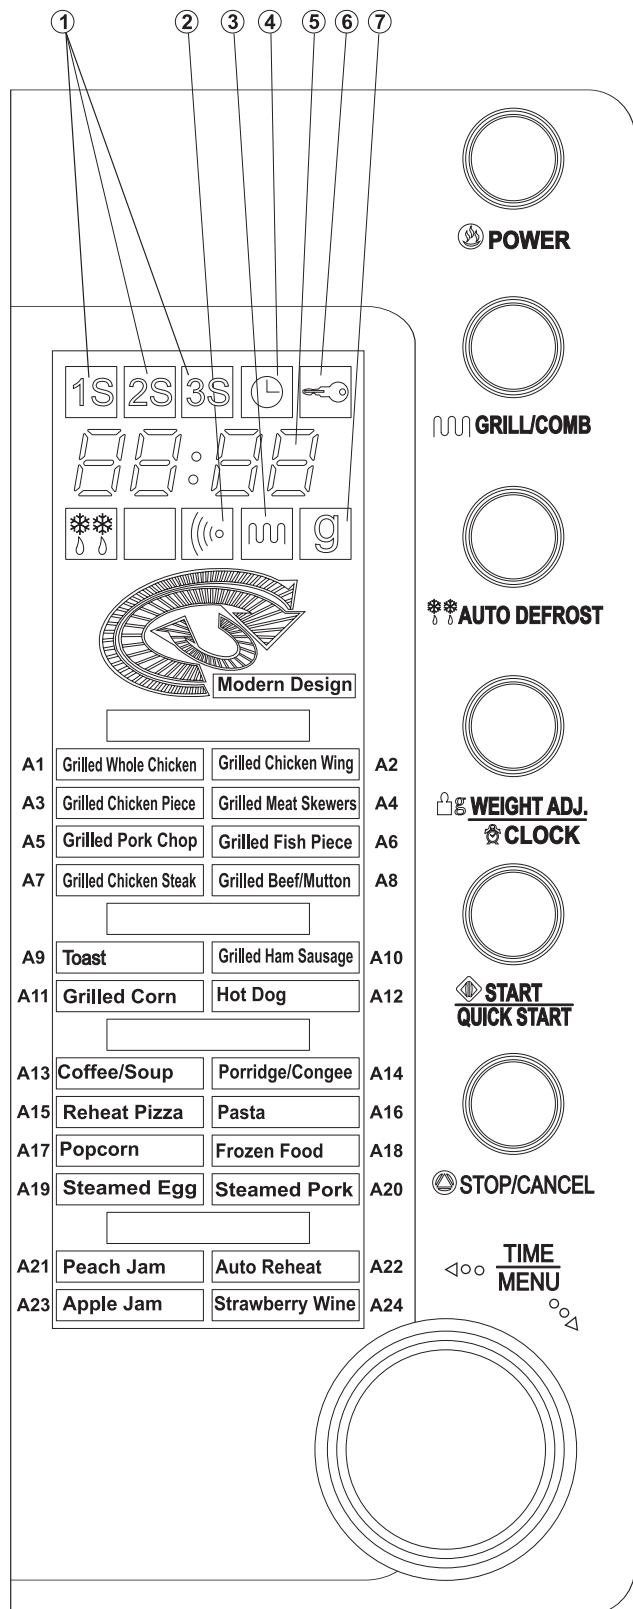 1 2 3 4 5 6 7
POWER
1S 2S 3S
GRILL/COMB
88:88
g
AUTO DEFROST
Modern Design
A1 Grilled Whole Chicken Grilled Chicken Wing A2
A3 Grilled Chicken Piece Grilled Meat Skewers A4
g WEIGHT ADJ.
CLOCK
A5 Grilled Pork Chop Grilled Fish Piece A6
A7 Grilled Chicken Steak Grilled Beef/Mutton A8
A9 Toast Grilled Ham Sausage A10
A11 Grilled Corn Hot Dog A12
START
QUICK START
A13 Coffee/Soup Porridge/Congee A14
A15 Reheat Pizza Pasta A16
A17 Popcorn Frozen Food A18
A19 Steamed Egg Steamed Pork A20
STOP/CANCEL
A21 Peach Jam Auto Reheat A22
A23 Apple Jam Strawberry Wine A24
TIME
MENU